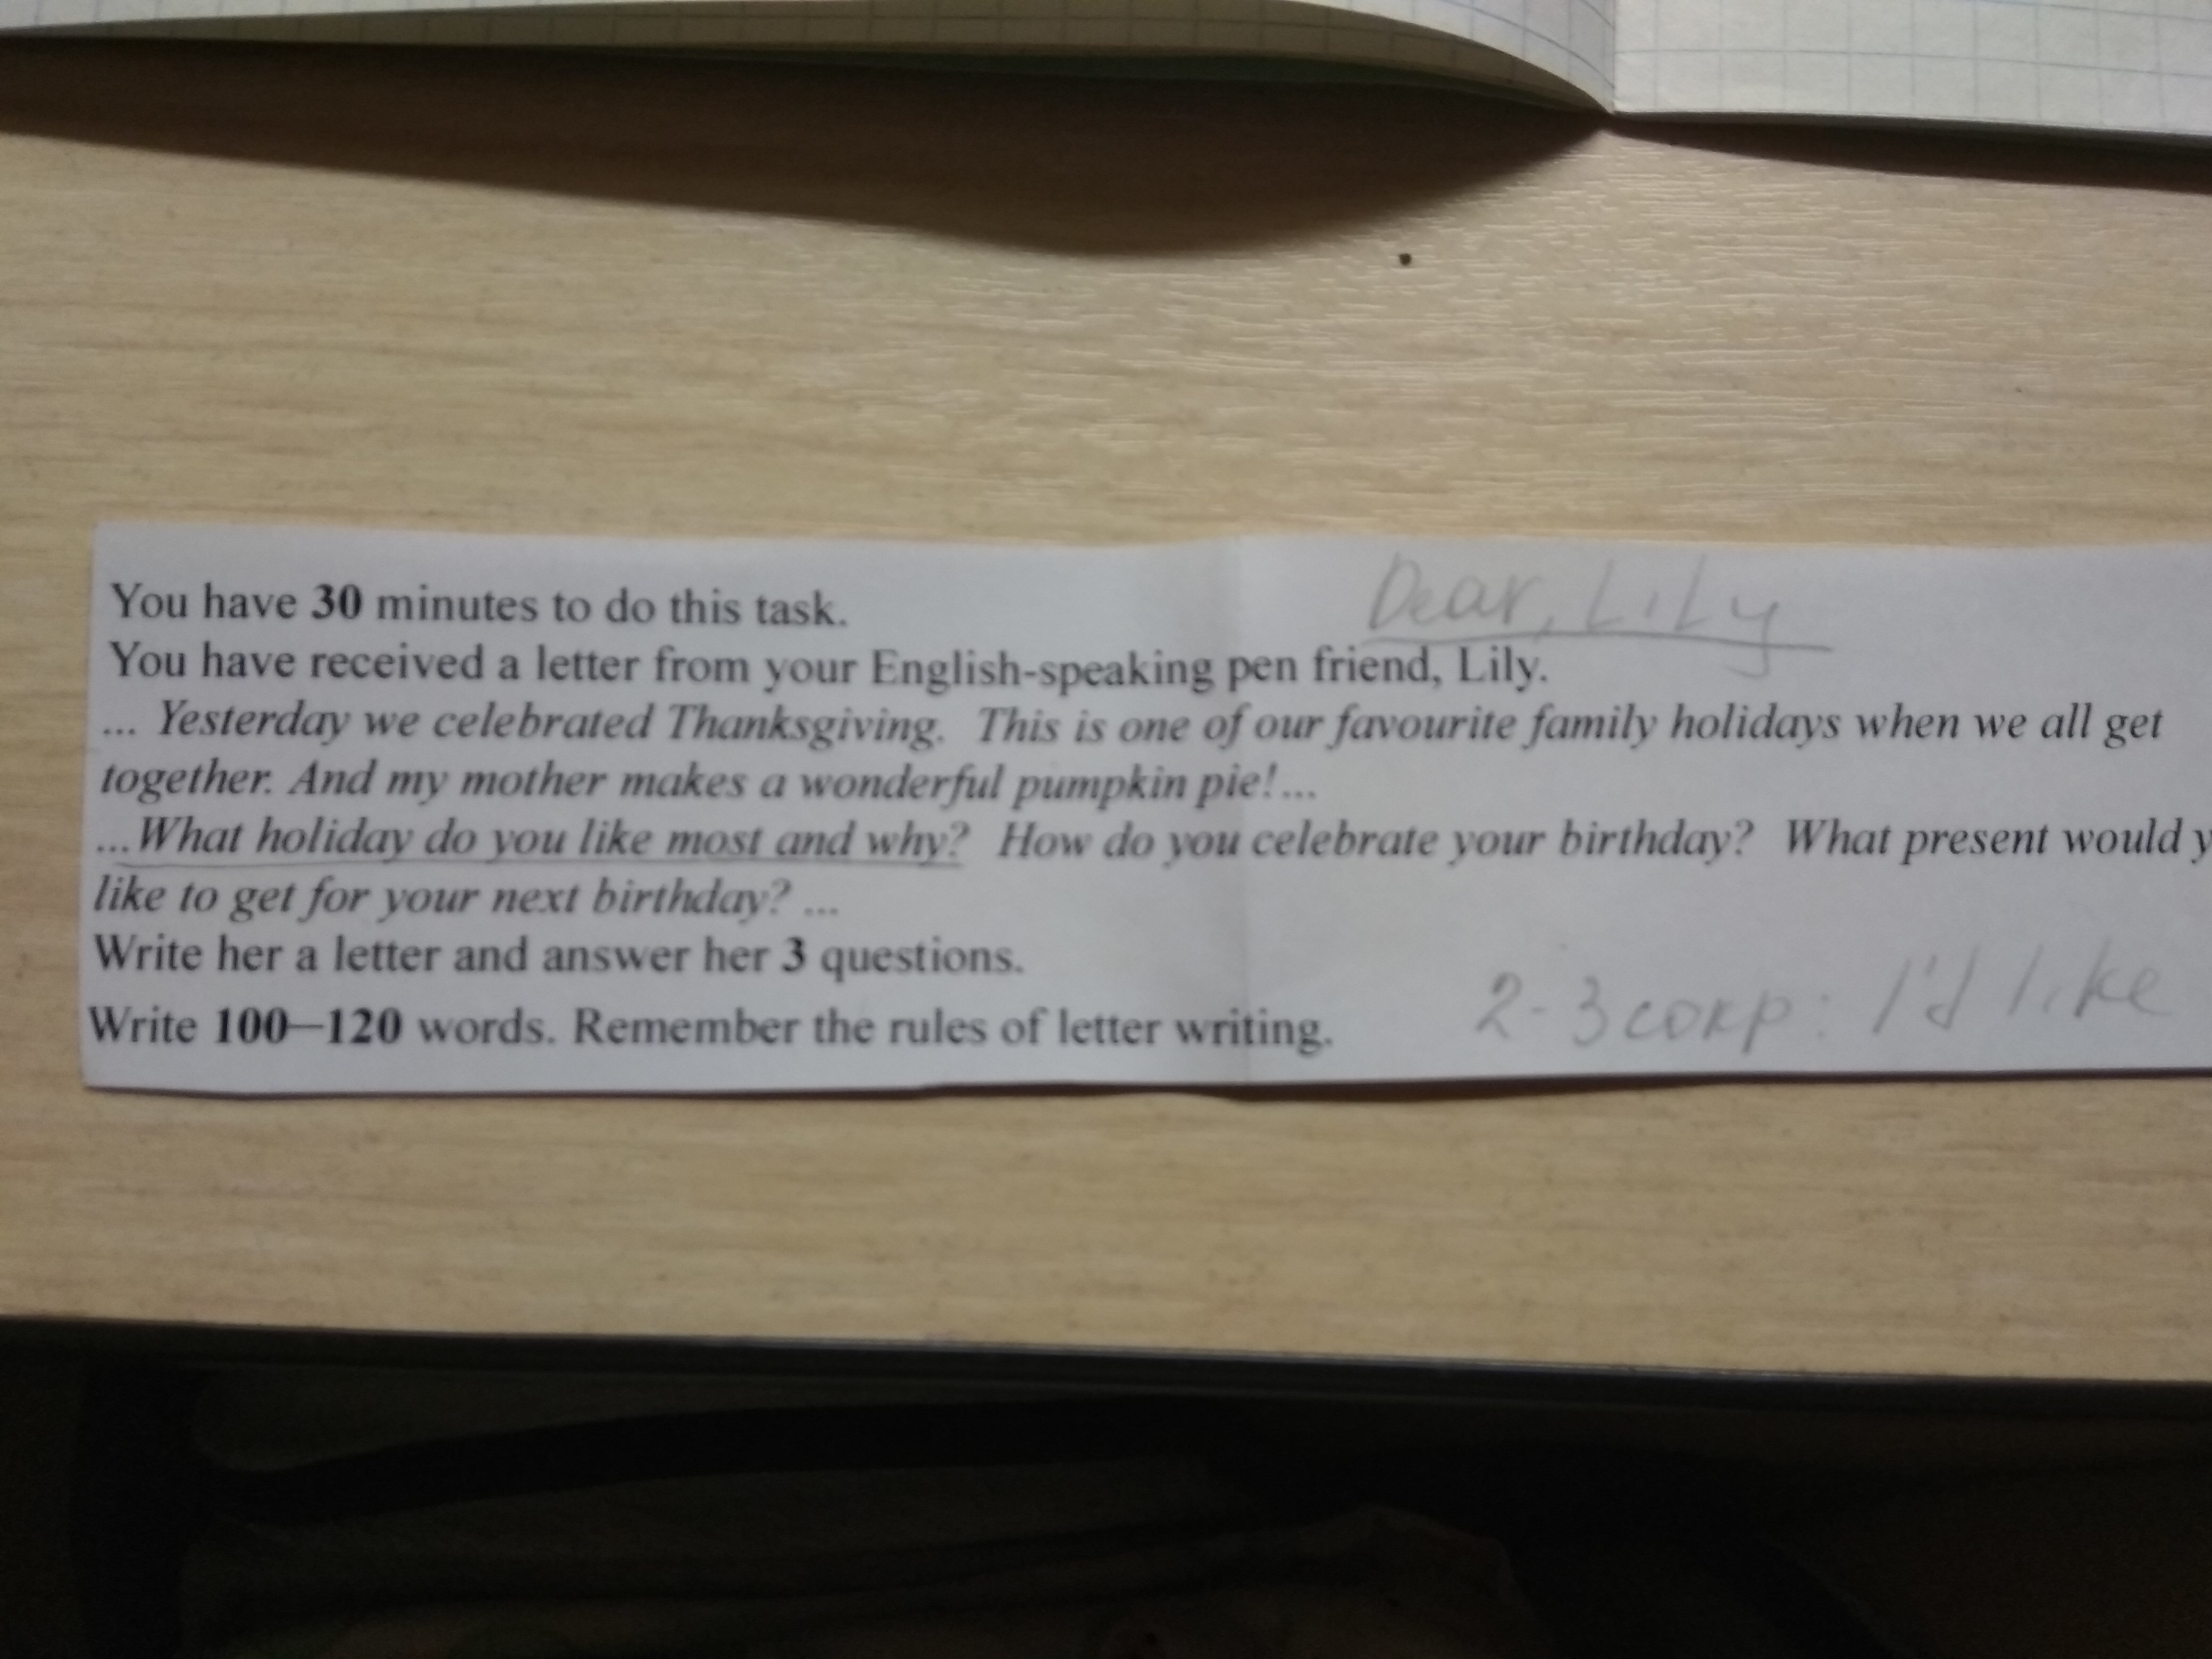 Dear, LiLy
You have 30 minutes to do this task.
You have received a letter from your English-speaking pen friend, Lily.
... Yesterday we celebrated Thanksgiving. This is one of our favourite family holidays when we all get
together. And my mother makes a wonderful pumpkin pie!...
...What holiday do you like most and why? How do you celebrate your birthday? What present would y
like to get for your next birthday? ...
Write her a letter and answer her 3 questions.
Write 100–120 words. Remember the rules of letter writing.
2-3 сокр: I'd like